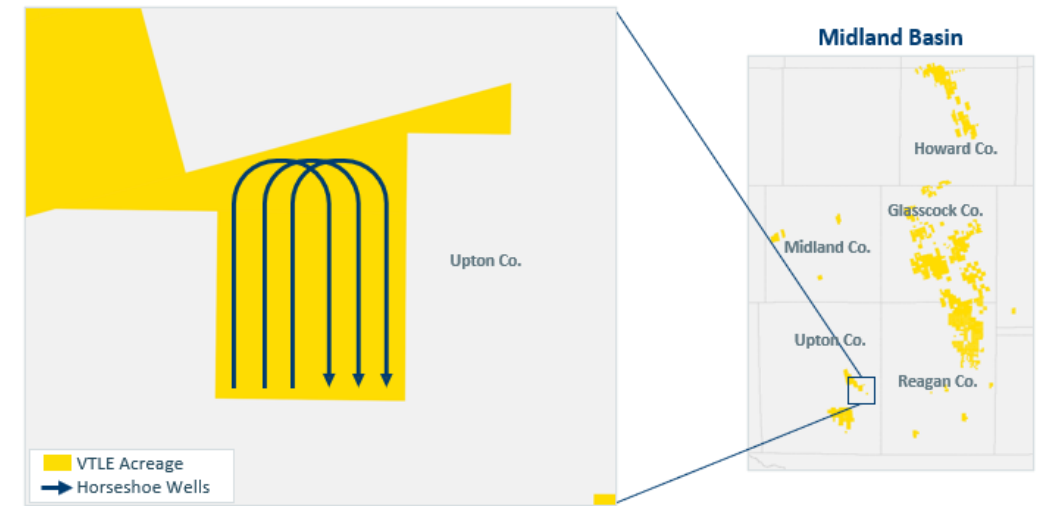 Midland Basin
Howard Co.
Glasscock Co.
Midland Co.
Upton Co.
Upton Co.
Reagan Co.
VTLE Acreage
Horseshoe Wells